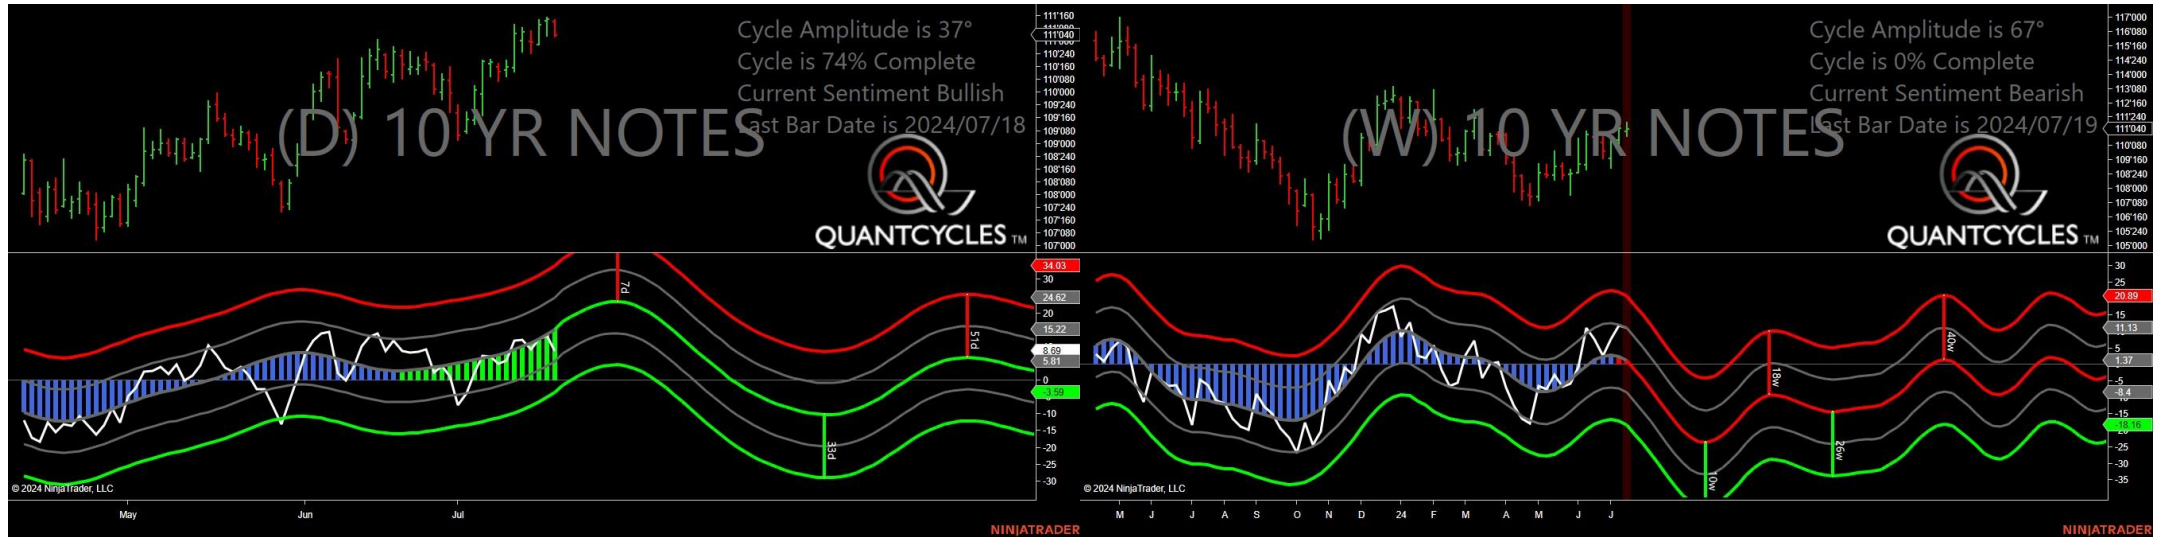 Cycle Amplitude is 37°
Cycle is 74% Complete
Current Sentiment Bullish
Last Bar Date is 2024/07/18
(D) 10 YR NOTES
QUANTCYCLES TM
111'160
111'040
110'240
110'160
110'080
110'000
109'240
109'160
109'080
109'000
108'240
108'160
108'080
108'000
107'240
107'160
107'080
107'000
34.03
30
24.62
20
15.22
8.69
5.81
0
-3.59
-10
-15
-20
-25
-30
7d
33d
51d
© 2024 NinjaTrader, LLC
May
Jun
Jul
NINJATRADER
Cycle Amplitude is 67°
Cycle is 0% Complete
Current Sentiment Bearish
Last Bar Date is 2024/07/19
(W) 10 YR NOTES
QUANTCYCLES TM
117'000
116'080
115'160
114'240
114'000
113'080
112'160
111'240
111'040
110'080
109'160
108'240
108'000
107'080
106'160
105'240
105'000
30
20.89
15
11.13
5
1.37
-5
-8.4
-15
-18.16
-25
-30
-35
10w
18w
26w
40w
© 2024 NinjaTrader, LLC
M
J
J
A
S
O
N
D
24
F
M
A
M
J
J
NINJATRADER